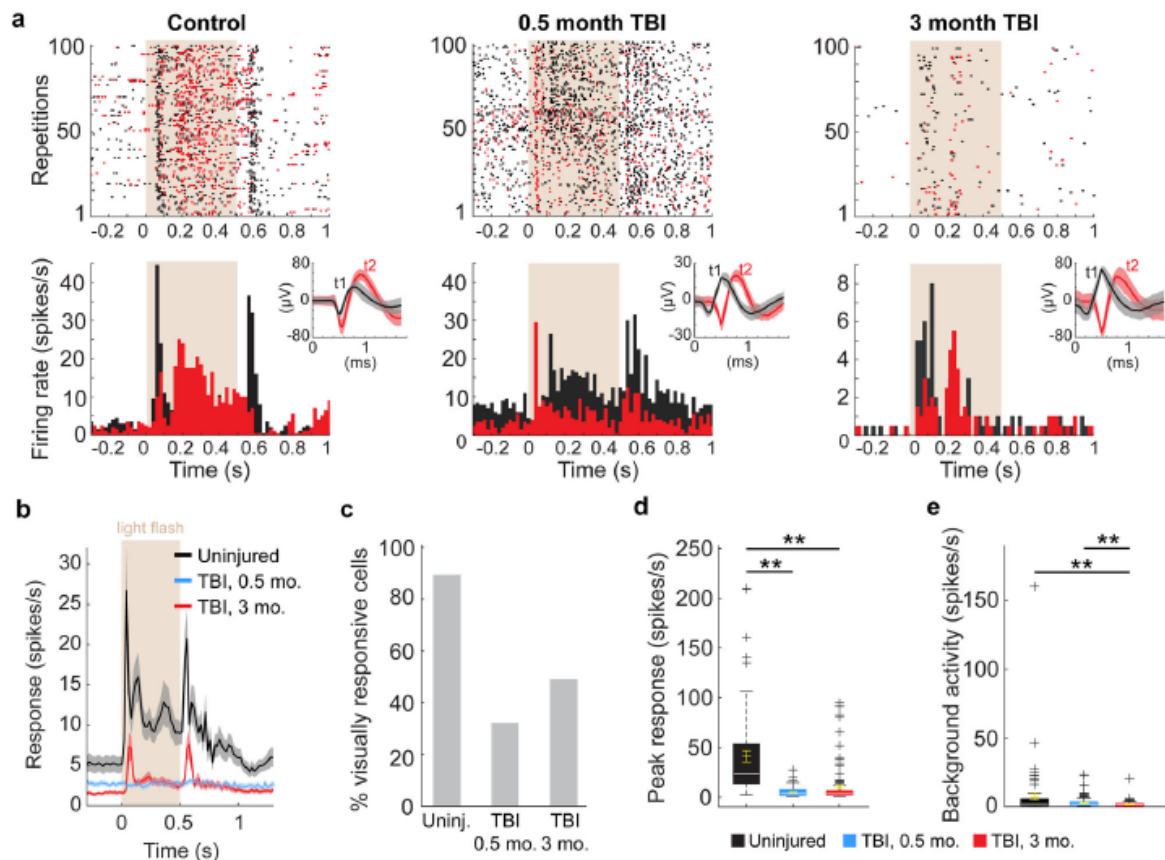 a
Control
0.5 month TBI
3 month TBI
Repetitions
100
50
1
-0.2 0 0.2 0.4 0.6 0.8 1
100
50
1
-0.2 0 0.2 0.4 0.6 0.8 1
100
50
1
-0.2 0 0.2 0.4 0.6 0.8 1
Firing rate (spikes/s)
40
30
20
10
0
-0.2 0 0.2 0.4 0.6 0.8 1
Time (s)
80
(µV)
-80
t1
t2
0 1
(ms)
40
30
20
10
0
-0.2 0 0.2 0.4 0.6 0.8 1
Time (s)
30
(µV)
-30
t1
t2
0 1
(ms)
8
6
4
2
0
-0.2 0 0.2 0.4 0.6 0.8 1
Time (s)
80
(µV)
-80
t1
t2
0 1
(ms)
b
light flash
Uninjured
TBI, 0.5 mo.
TBI, 3 mo.
Response (spikes/s)
30
25
20
15
10
5
0
0 0.5 1
Time (s)
c
% visually responsive cells
100
80
60
40
20
0
Uninj. TBI TBI
0.5 mo. 3 mo.
d
Peak response (spikes/s)
250
200
150
100
50
0
**
**
e
Background activity (spikes/s)
150
100
50
0
**
**
Uninjured TBI, 0.5 mo. TBI, 3 mo.